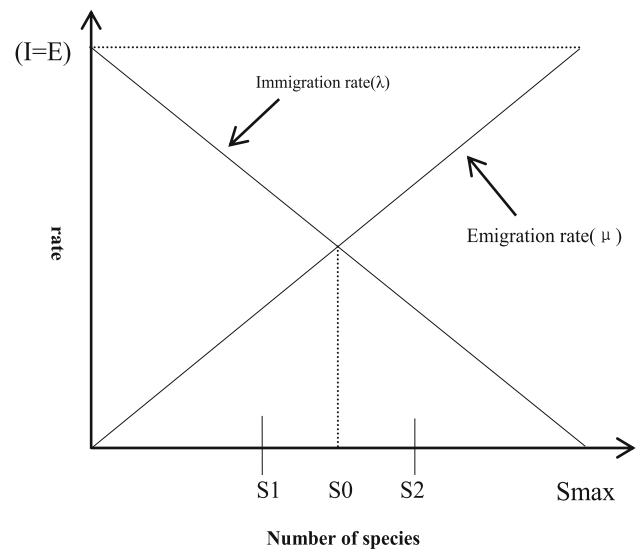 (I=E)
Immigration rate(λ)
Emigration rate( μ )
rate
S1
S0
S2
Smax
Number of species